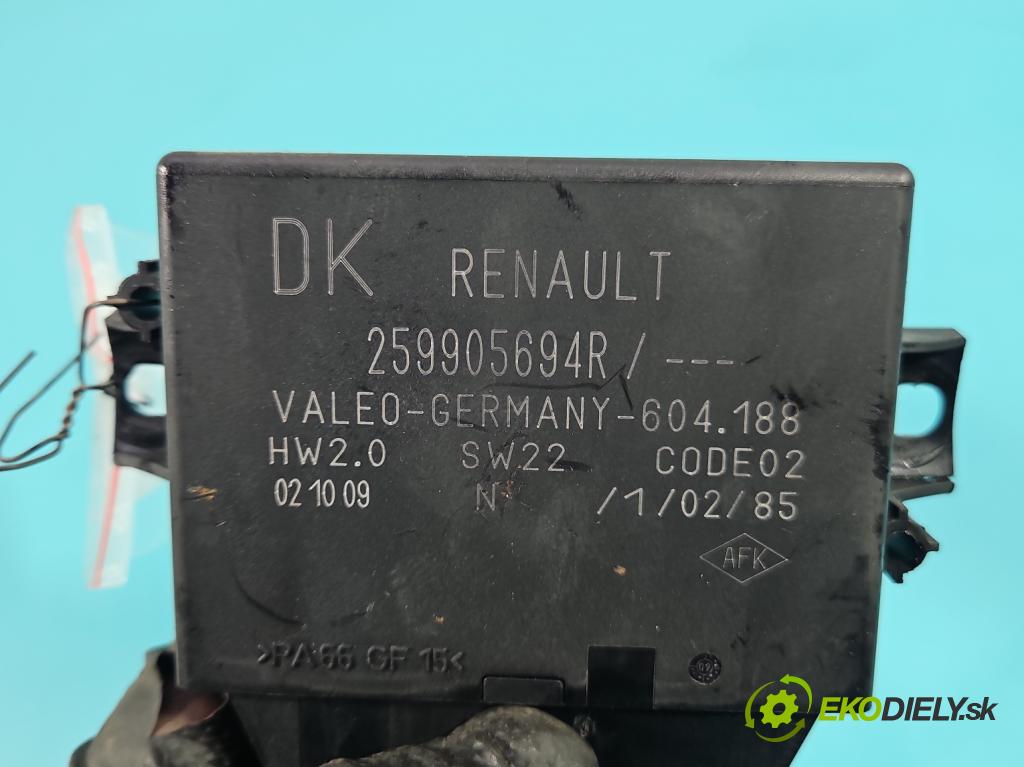 DK RENAULT
259905694R / ----
VALEO-GERMANY-604.188
HW2.0 SW22 CODE02
02 10 09 N /1/02/85
AFK
>PA66 GF 15<
EKODIELY.sk